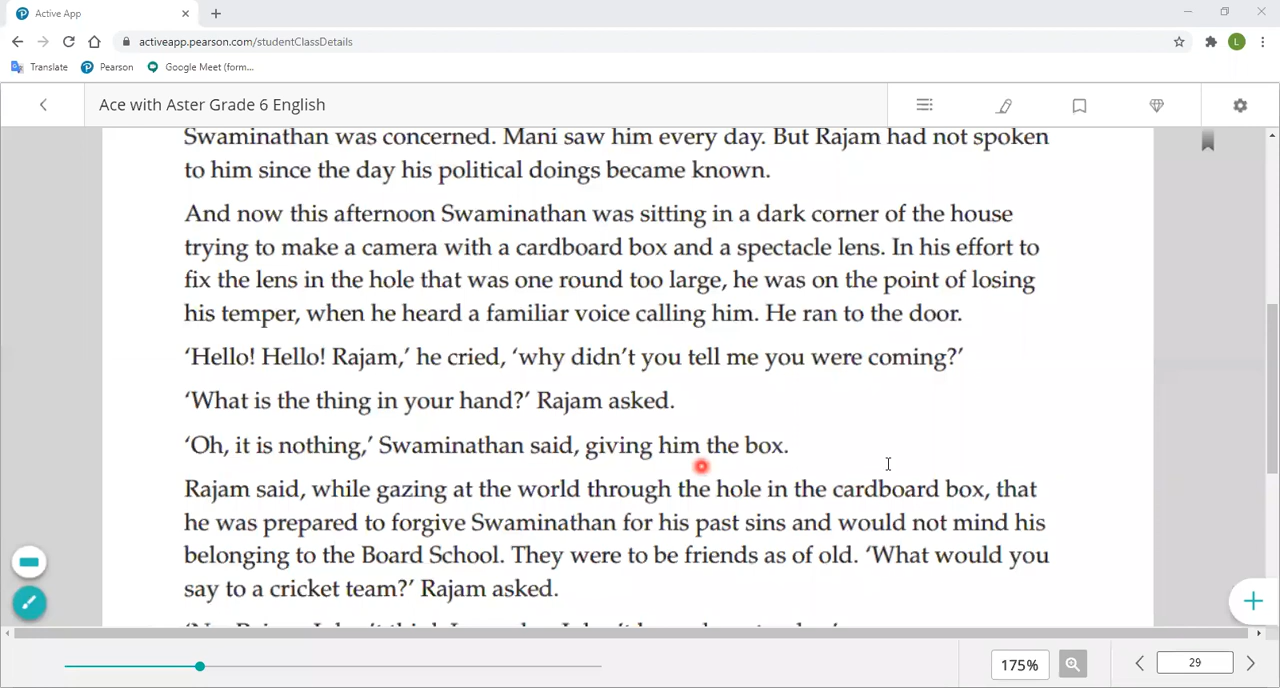 Active App
activeapp.pearson.com/studentClassDetails
L
Translate Pearson Google Meet (form...
Ace with Aster Grade 6 English
Swaminathan was concerned. Mani saw him every day. But Rajam had not spoken
to him since the day his political doings became known.
And now this afternoon Swaminathan was sitting in a dark corner of the house
trying to make a camera with a cardboard box and a spectacle lens. In his effort to
fix the lens in the hole that was one round too large, he was on the point of losing
his temper, when he heard a familiar voice calling him. He ran to the door.
‘Hello! Hello! Rajam,’ he cried, ‘why didn’t you tell me you were coming?’
‘What is the thing in your hand?’ Rajam asked.
‘Oh, it is nothing,’ Swaminathan said, giving him the box.
Rajam said, while gazing at the world through the hole in the cardboard box, that
he was prepared to forgive Swaminathan for his past sins and would not mind his
belonging to the Board School. They were to be friends as of old. ‘What would you
say to a cricket team?’ Rajam asked.
175%
29